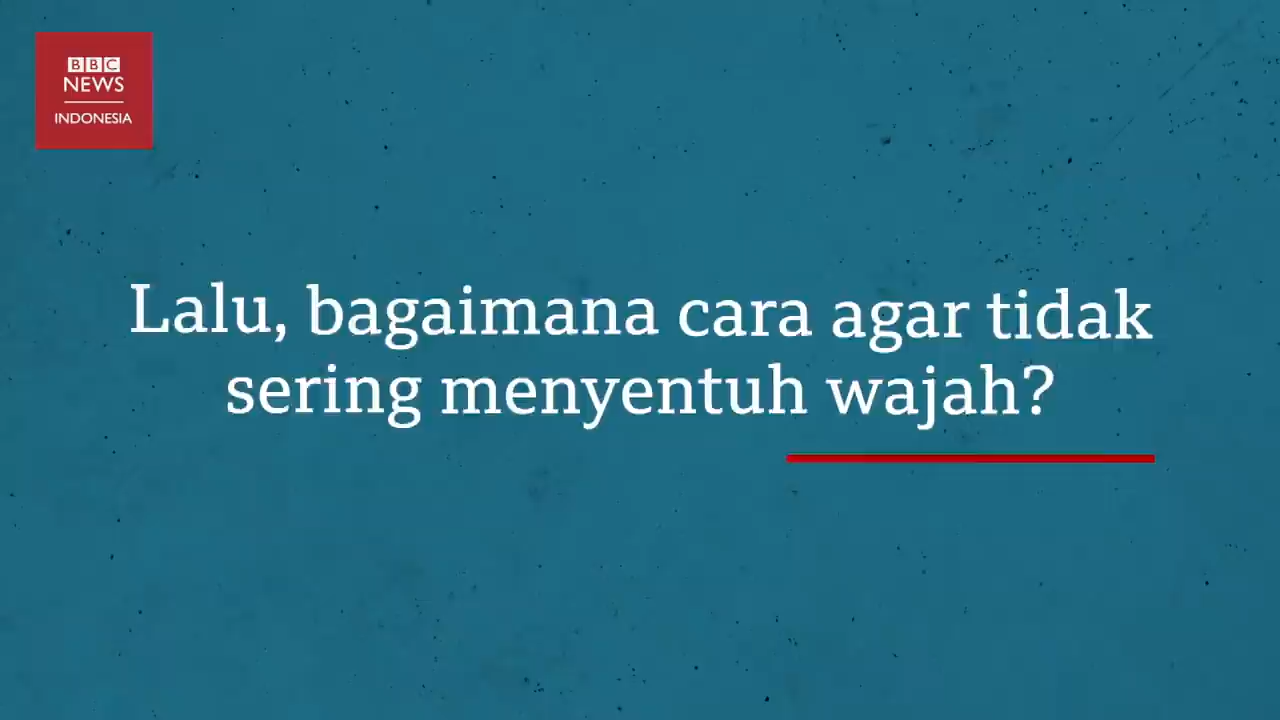 BBC
NEWS
INDONESIA
Lalu, bagaimana cara agar tidak
sering menyentuh wajah?